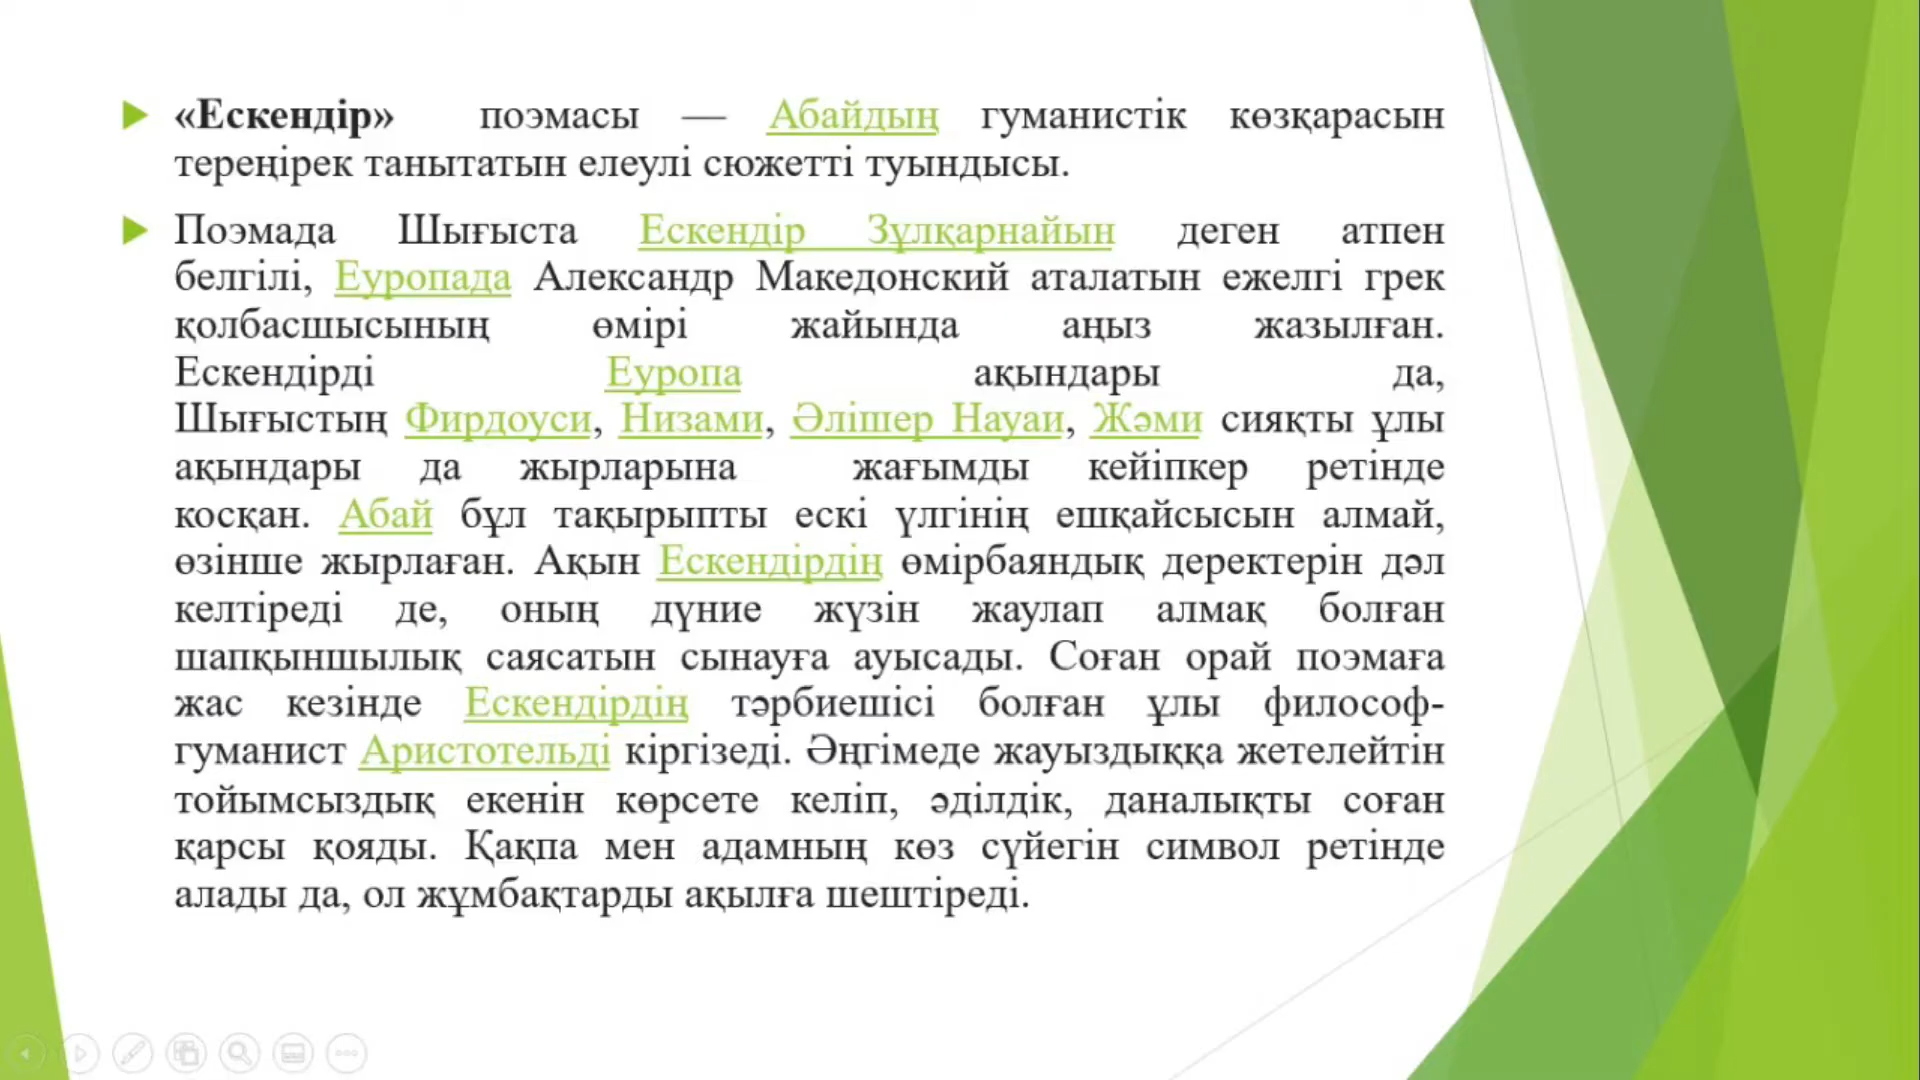 «Ескендір» поэмасы — Абайдың гуманистік көзқарасын
тереңірек танытатын елеулі сюжетті туындысы.
Поэмада Шығыста Ескендір Зұлқарнайын деген атпен
белгілі, Еуропада Александр Македонский аталатын ежелгі грек
қолбасшысының өмірі жайында аңыз жазылған.
Ескендірді Еуропа ақындары да,
Шығыстың Фирдоуси, Низами, Әлішер Науаи, Жәми сияқты ұлы
ақындары да жырларына жағымды кейіпкер ретінде
косқан. Абай бұл тақырыпты ескі үлгінің ешқайсысын алмай,
өзінше жырлаған. Ақын Ескендірдің өмірбаяндық деректерін дәл
келтіреді де, оның дүние жүзін жаулап алмақ болған
шапқыншылық саясатын сынауға ауысады. Соған орай поэмаға
жас кезінде Ескендірдің тәрбиешісі болған ұлы философ-
гуманист Аристотельді кіргізеді. Әңгімеде жауыздыққа жетелейтін
тойымсыздық екенін көрсете келіп, әділдік, даналықты соған
қарсы қояды. Қақпа мен адамның көз сүйегін символ ретінде
алады да, ол жұмбақтарды ақылға шештіреді.